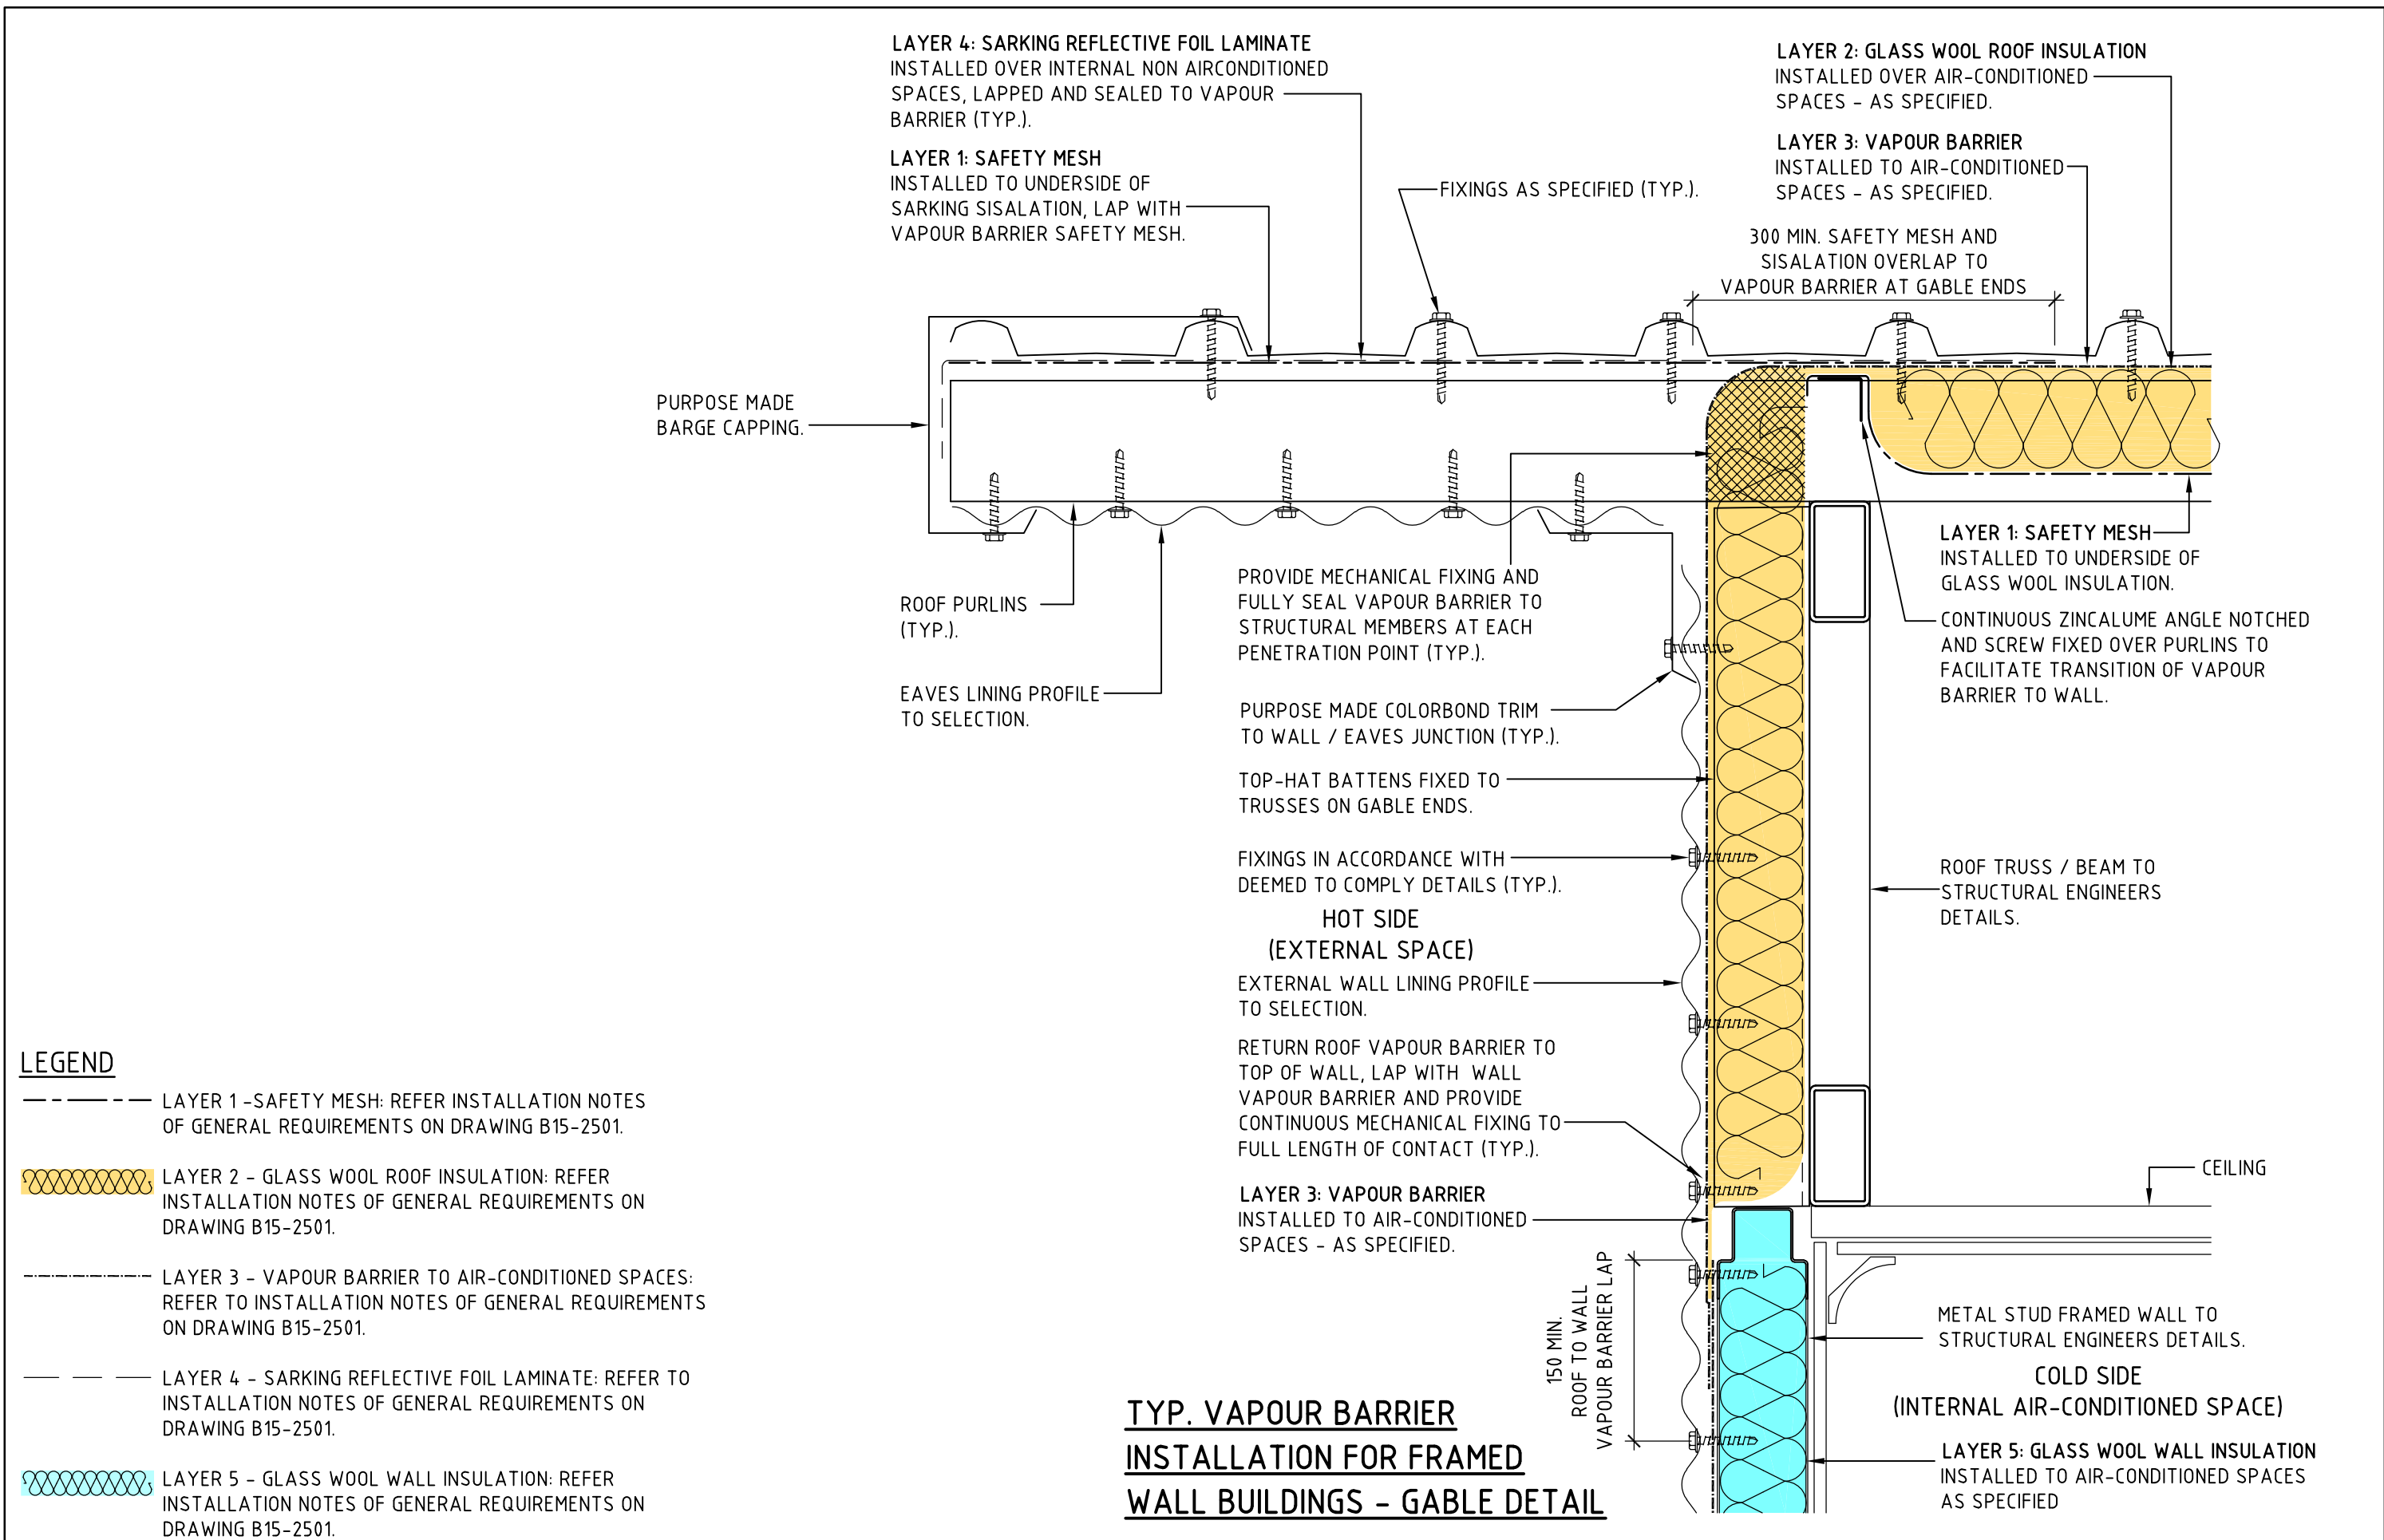 LAYER 4: SARKING REFLECTIVE FOIL LAMINATE
INSTALLED OVER INTERNAL NON AIRCONDITIONED
SPACES, LAPPED AND SEALED TO VAPOUR
BARRIER (TYP.).
LAYER 1: SAFETY MESH
INSTALLED TO UNDERSIDE OF
SARKING SISALATION, LAP WITH
VAPOUR BARRIER SAFETY MESH.
FIXINGS AS SPECIFIED (TYP.).
LAYER 2: GLASS WOOL ROOF INSULATION
INSTALLED OVER AIR-CONDITIONED
SPACES - AS SPECIFIED.
LAYER 3: VAPOUR BARRIER
INSTALLED TO AIR-CONDITIONED
SPACES - AS SPECIFIED.
300 MIN. SAFETY MESH AND
SISALATION OVERLAP TO
VAPOUR BARRIER AT GABLE ENDS
PURPOSE MADE
BARGE CAPPING.
ROOF PURLINS
(TYP.).
EAVES LINING PROFILE
TO SELECTION.
PROVIDE MECHANICAL FIXING AND
FULLY SEAL VAPOUR BARRIER TO
STRUCTURAL MEMBERS AT EACH
PENETRATION POINT (TYP.).
PURPOSE MADE COLORBOND TRIM
TO WALL / EAVES JUNCTION (TYP.).
TOP-HAT BATTENS FIXED TO
TRUSSES ON GABLE ENDS.
FIXINGS IN ACCORDANCE WITH
DEEMED TO COMPLY DETAILS (TYP.).
HOT SIDE
(EXTERNAL SPACE)
EXTERNAL WALL LINING PROFILE
TO SELECTION.
RETURN ROOF VAPOUR BARRIER TO
TOP OF WALL, LAP WITH WALL
VAPOUR BARRIER AND PROVIDE
CONTINUOUS MECHANICAL FIXING TO
FULL LENGTH OF CONTACT (TYP.).
LAYER 3: VAPOUR BARRIER
INSTALLED TO AIR-CONDITIONED
SPACES - AS SPECIFIED.
150 MIN.
ROOF TO WALL
VAPOUR BARRIER LAP
LAYER 1: SAFETY MESH
INSTALLED TO UNDERSIDE OF
GLASS WOOL INSULATION.
CONTINUOUS ZINCALUME ANGLE NOTCHED
AND SCREW FIXED OVER PURLINS TO
FACILITATE TRANSITION OF VAPOUR
BARRIER TO WALL.
ROOF TRUSS / BEAM TO
STRUCTURAL ENGINEERS
DETAILS.
CEILING
METAL STUD FRAMED WALL TO
STRUCTURAL ENGINEERS DETAILS.
COLD SIDE
(INTERNAL AIR-CONDITIONED SPACE)
LAYER 5: GLASS WOOL WALL INSULATION
INSTALLED TO AIR-CONDITIONED SPACES
AS SPECIFIED
LEGEND
LAYER 1 -SAFETY MESH: REFER INSTALLATION NOTES
OF GENERAL REQUIREMENTS ON DRAWING B15-2501.
LAYER 2 - GLASS WOOL ROOF INSULATION: REFER
INSTALLATION NOTES OF GENERAL REQUIREMENTS ON
DRAWING B15-2501.
LAYER 3 - VAPOUR BARRIER TO AIR-CONDITIONED SPACES:
REFER TO INSTALLATION NOTES OF GENERAL REQUIREMENTS
ON DRAWING B15-2501.
LAYER 4 - SARKING REFLECTIVE FOIL LAMINATE: REFER TO
INSTALLATION NOTES OF GENERAL REQUIREMENTS ON
DRAWING B15-2501.
LAYER 5 - GLASS WOOL WALL INSULATION: REFER
INSTALLATION NOTES OF GENERAL REQUIREMENTS ON
DRAWING B15-2501.
TYP. VAPOUR BARRIER
INSTALLATION FOR FRAMED
WALL BUILDINGS - GABLE DETAIL